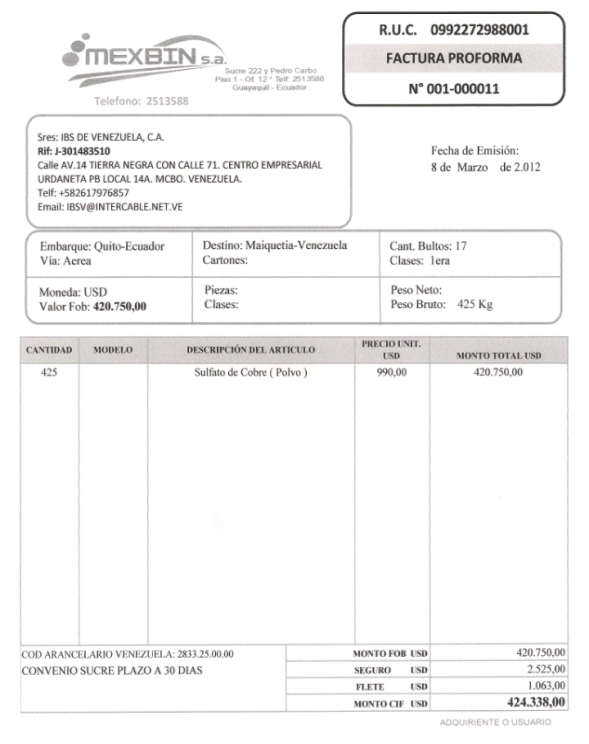 iMEXBIN s.a.
Sucre 222 y Pedro Carbo
Piso 1 - Of. 12 * Telf: 2513588
Guayaquil - Ecuador
Telefono: 2513588
R.U.C. 0992272988001
FACTURA PROFORMA
N° 001-000011
Sres: IBS DE VENEZUELA, C.A.
Rif: J-301483510
Calle AV.14 TIERRA NEGRA CON CALLE 71. CENTRO EMPRESARIAL
URDANETA PB LOCAL 14A. MCBO. VENEZUELA.
Telf: +582617976857
Email: IBSV@INTERCABLE.NET.VE
Fecha de Emisión:
8 de Marzo de 2.012
Embarque: Quito-Ecuador
Vía: Aerea
Destino: Maiquetia-Venezuela
Cartones:
Cant. Bultos: 17
Clases: 1era
Moneda: USD
Valor Fob: 420.750,00
Piezas:
Clases:
Peso Neto:
Peso Bruto: 425 Kg
CANTIDAD MODELO DESCRIPCIÓN DEL ARTICULO PRECIO UNIT. USD MONTO TOTAL USD
425 Sulfato de Cobre ( Polvo ) 990,00 420.750,00
COD ARANCELARIO VENEZUELA: 2833.25.00.00
CONVENIO SUCRE PLAZO A 30 DIAS
MONTO FOB USD 420.750,00
SEGURO USD 2.525,00
FLETE USD 1.063,00
MONTO CIF USD 424.338,00
ADQUIRIENTE O USUARIO